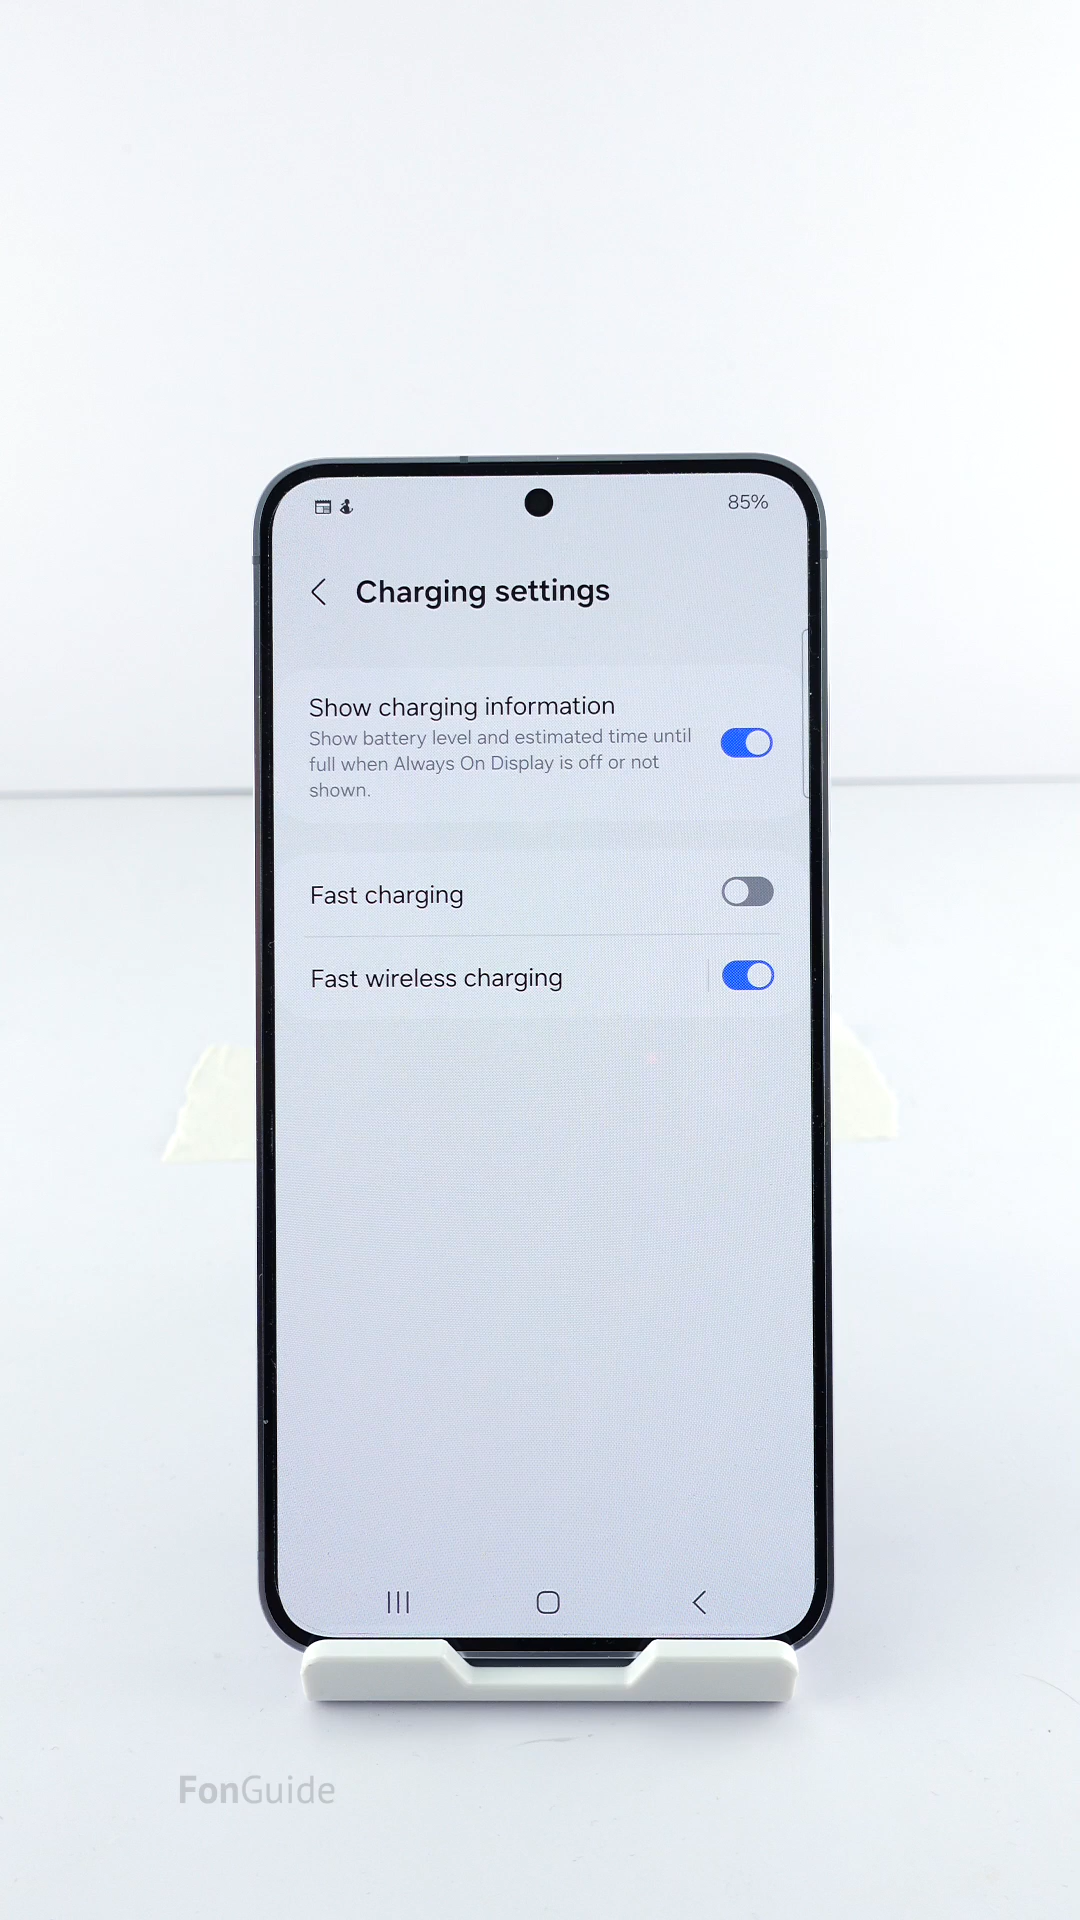 85%
Charging settings
Show charging information
Show battery level and estimated time until
full when Always On Display is off or not
shown.
Fast charging
Fast wireless charging
FonGuide